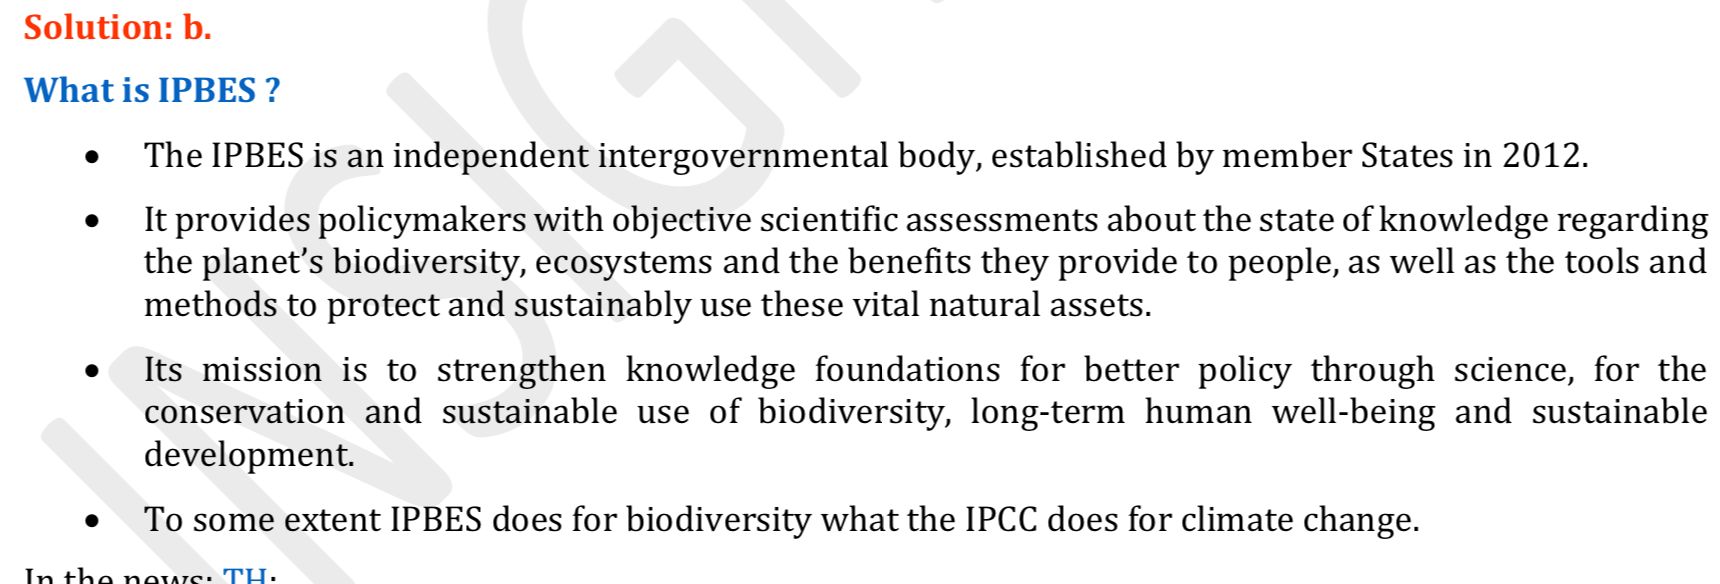 Solution: b.
What is IPBES ?
• The IPBES is an independent intergovernmental body, established by member States in 2012.
• It provides policymakers with objective scientific assessments about the state of knowledge regarding
the planet’s biodiversity, ecosystems and the benefits they provide to people, as well as the tools and
methods to protect and sustainably use these vital natural assets.
• Its mission is to strengthen knowledge foundations for better policy through science, for the
conservation and sustainable use of biodiversity, long-term human well-being and sustainable
development.
• To some extent IPBES does for biodiversity what the IPCC does for climate change.
In the news: TH: